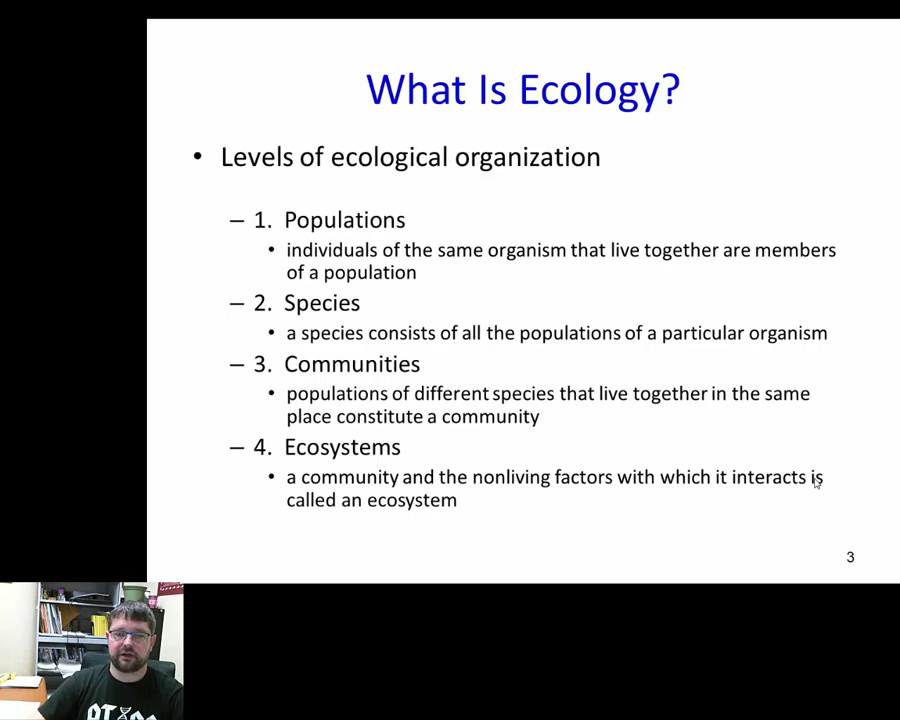 What Is Ecology?
• Levels of ecological organization
– 1. Populations
• individuals of the same organism that live together are members
of a population
– 2. Species
• a species consists of all the populations of a particular organism
– 3. Communities
• populations of different species that live together in the same
place constitute a community
– 4. Ecosystems
• a community and the nonliving factors with which it interacts is
called an ecosystem
3